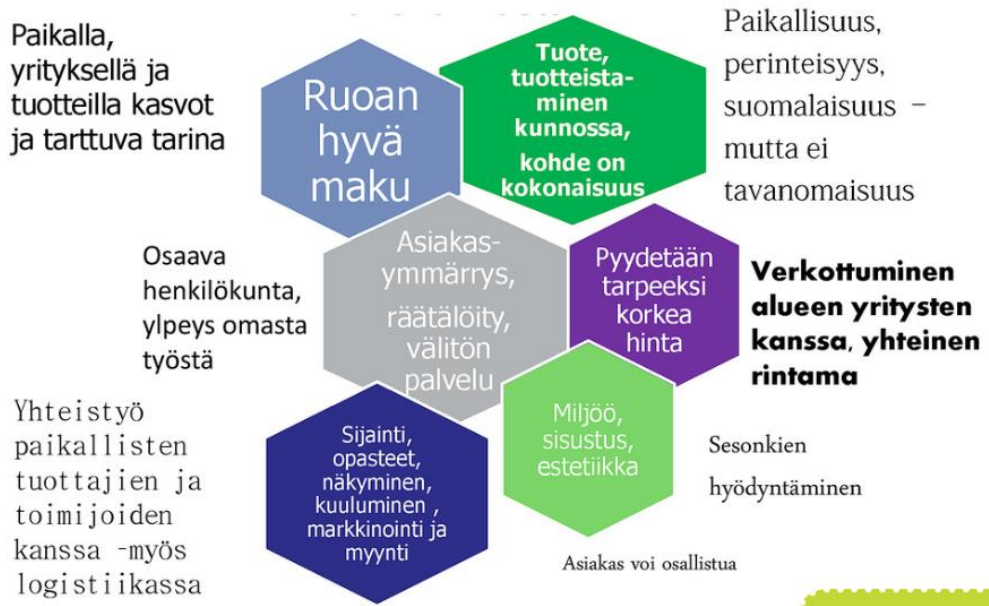 Paikalla,
yrityksellä ja
tuotteilla kasvot
ja tarttuva tarina
Ruoan
hyvä
maku
Tuote,
tuotteista-
minen
kunnossa,
kohde on
kokonaisuus
Paikallisuus,
perinteisyys,
suomalaisuus –
mutta ei
tavanomaisuus
Osaava
henkilökunta,
ylpeys omasta
työstä
Asiakas-
ymmärrys,
räätälöity,
välitön
palvelu
Pyydetään
tarpeeksi
korkea
hinta
Verkottuminen
alueen yritysten
kanssa, yhteinen
rintama
Yhteistyö
paikallisten
tuottajien ja
toimijoiden
kanssa -myös
logistiikassa
Sijainti,
opasteet,
näkyminen,
kuuluminen ,
markkinointi ja
myynti
Miljöö,
sisustus,
estetiikka
Sesonkien
hyödyntäminen
Asiakas voi osallistua